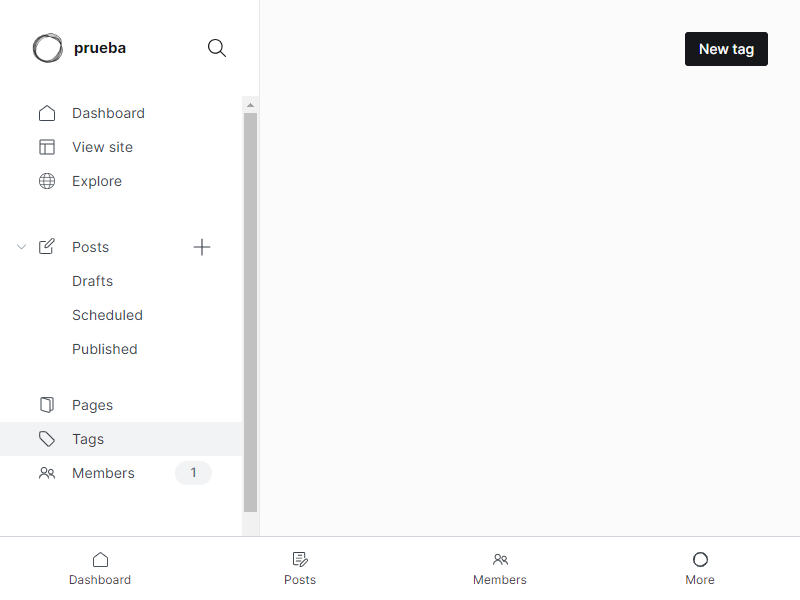 prueba
New tag
Dashboard
View site
Explore
Posts
Drafts
Scheduled
Published
Pages
Tags
Members 1
Dashboard
Posts
Members
More